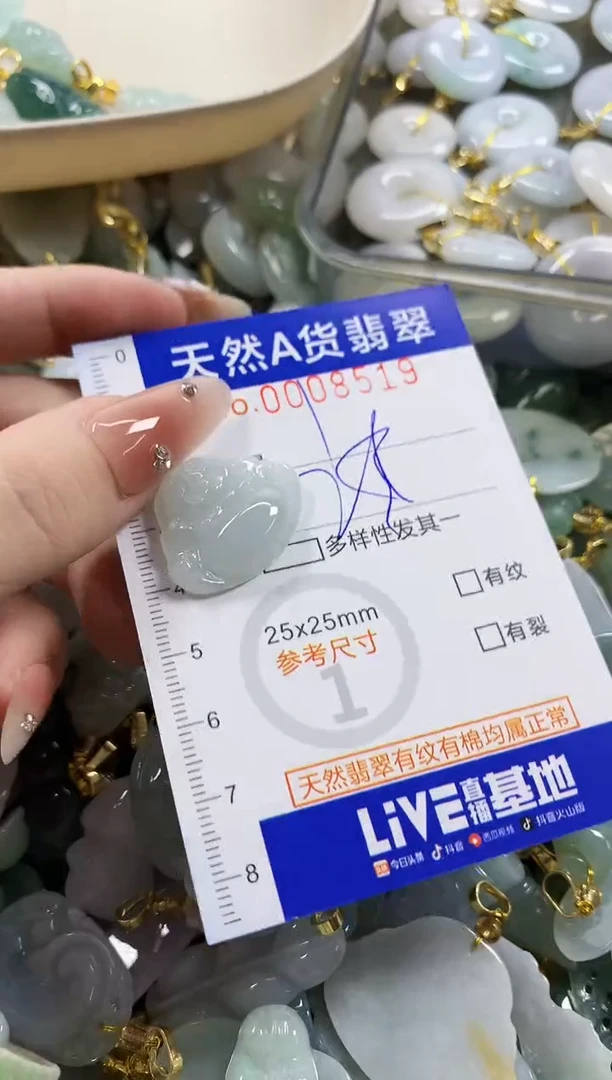 0
天然A货翡翠
o.0008519
多样性发其一
有纹
25x25mm
参考尺寸
有裂
1
5
6
7
8
天然翡翠有纹有棉均属正常
LiVE直播基地
今日头条 抖音 西瓜视频 抖音火山版